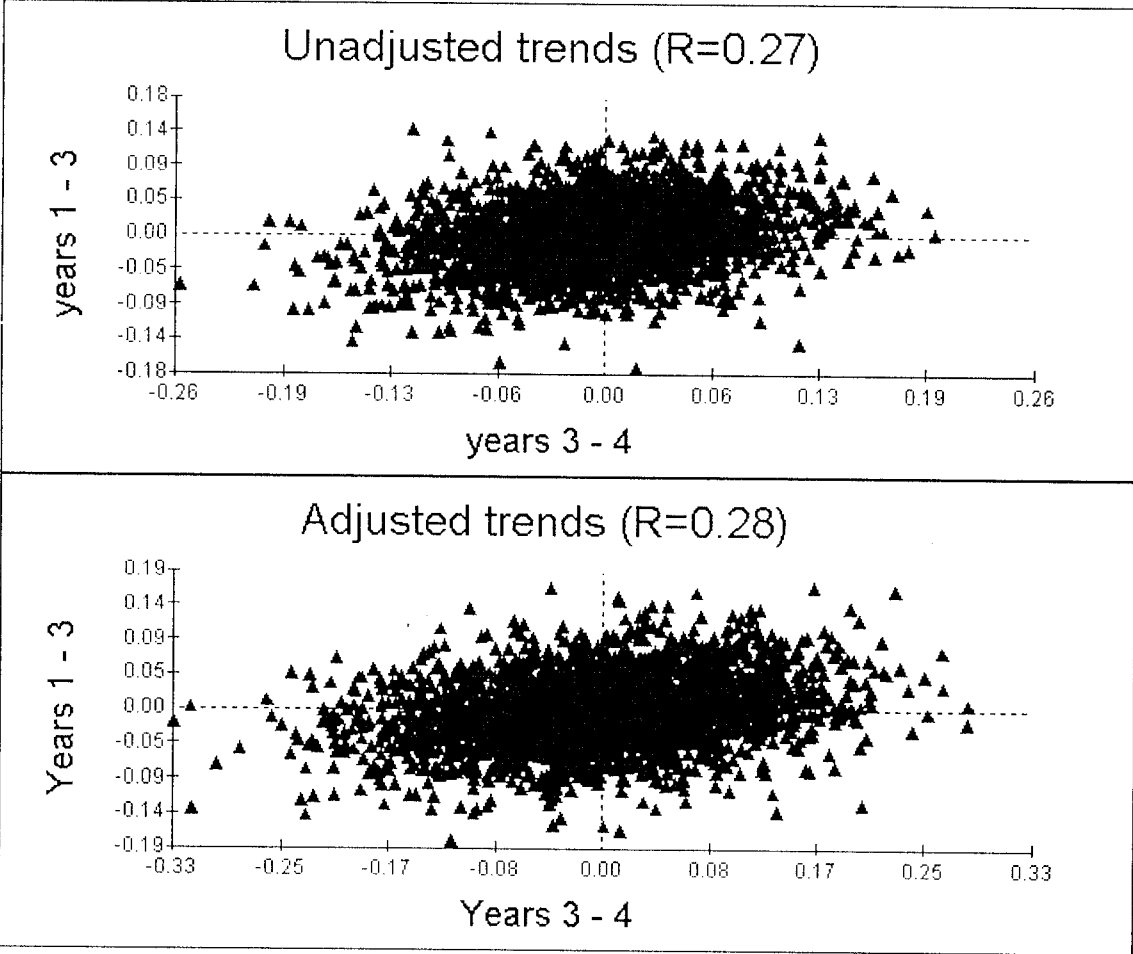 Unadjusted trends (R=0.27)
0.18
0.14
0.09
0.05
0.00
-0.05
-0.09
-0.14
-0.18
years 1 - 3
-0.26 -0.19 -0.13 -0.06 0.00 0.06 0.13 0.19 0.26
years 3 - 4
Adjusted trends (R=0.28)
0.19
0.14
0.09
0.05
0.00
-0.05
-0.09
-0.14
-0.19
Years 1 - 3
-0.33 -0.25 -0.17 -0.08 0.00 0.08 0.17 0.25 0.33
Years 3 - 4